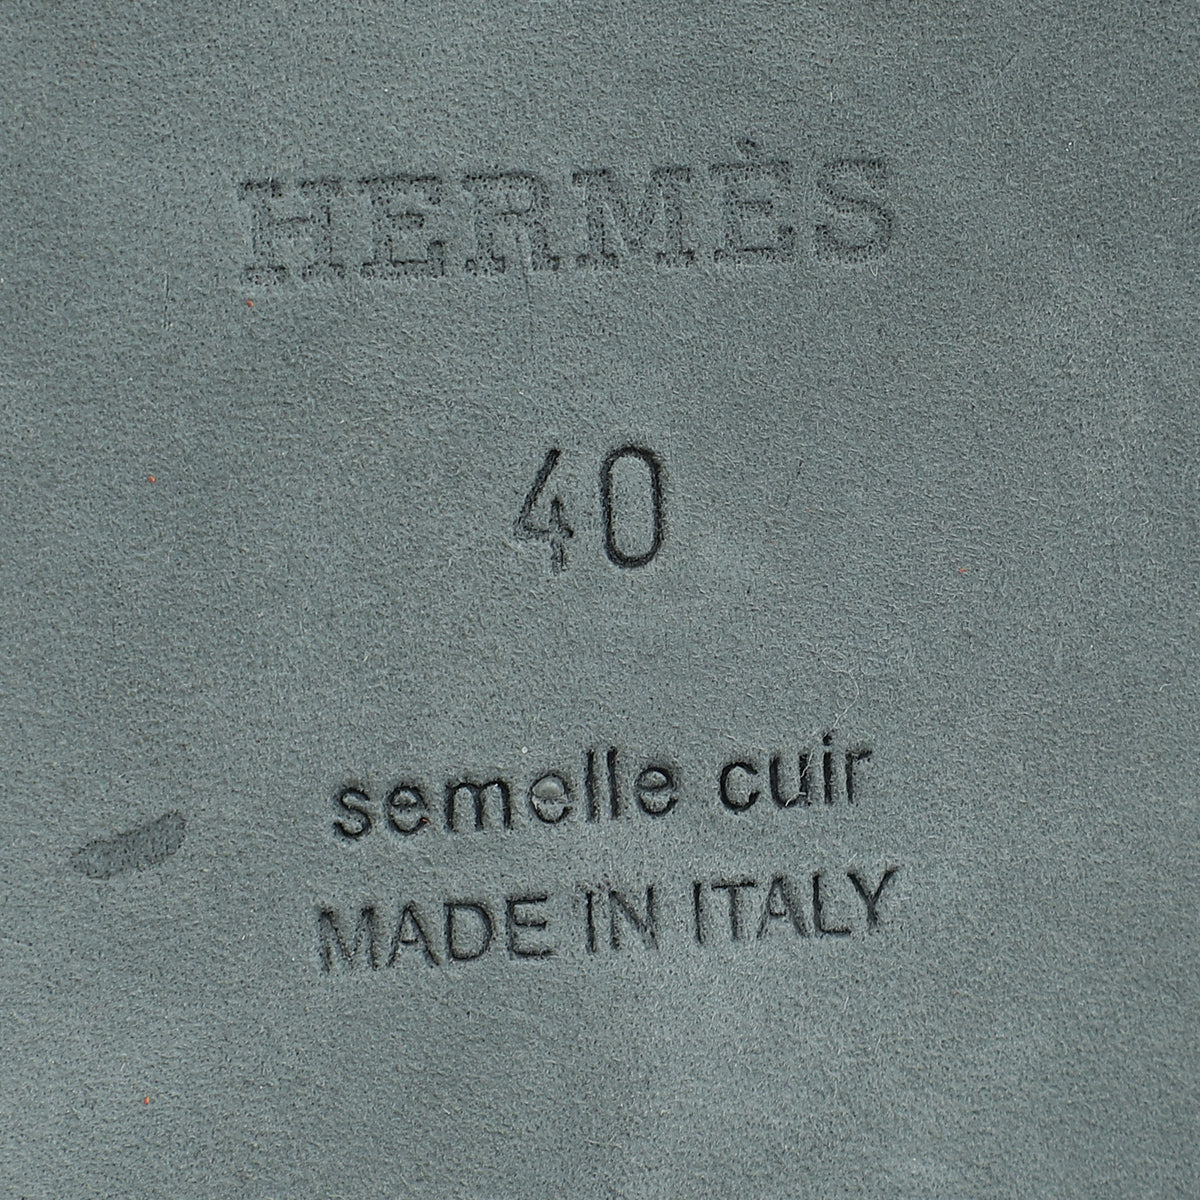 HERMÈS
40
semelle cuir
MADE IN ITALY